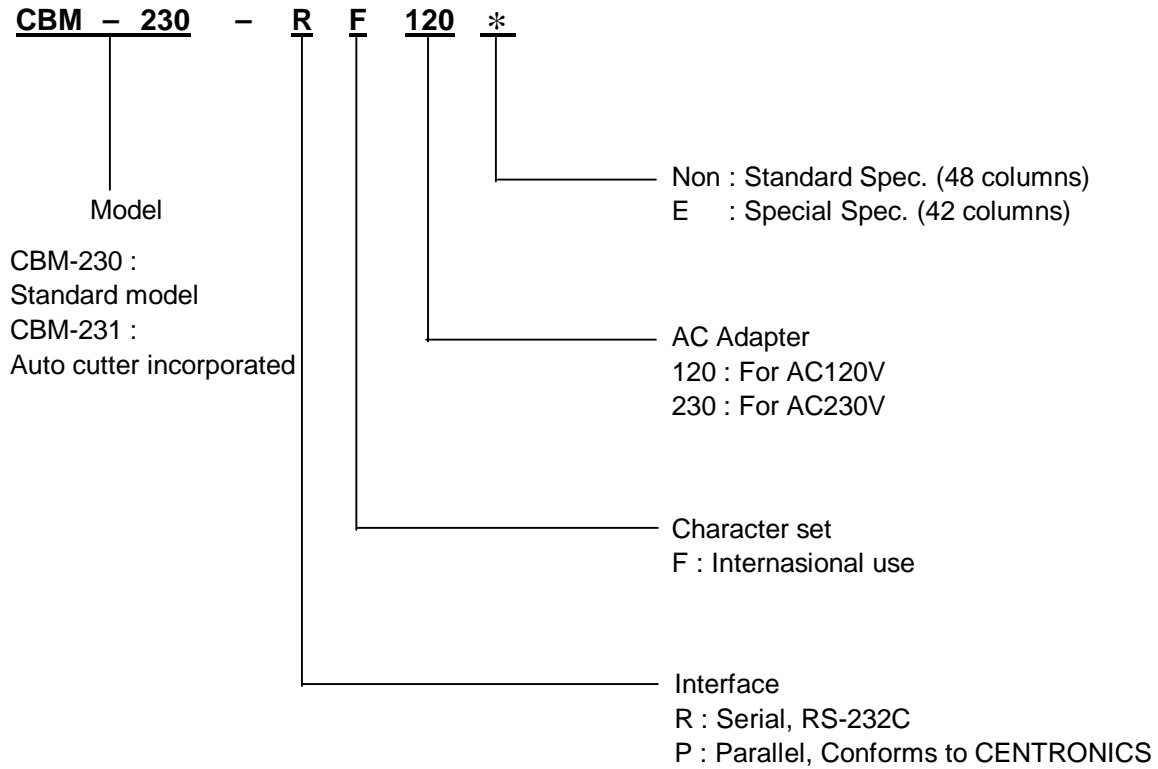 CBM – 230 – R F 120 *
Non : Standard Spec. (48 columns)
E : Special Spec. (42 columns)
Model
CBM-230 :
Standard model
CBM-231 :
Auto cutter incorporated
AC Adapter
120 : For AC120V
230 : For AC230V
Character set
F : Internasional use
Interface
R : Serial, RS-232C
P : Parallel, Conforms to CENTRONICS